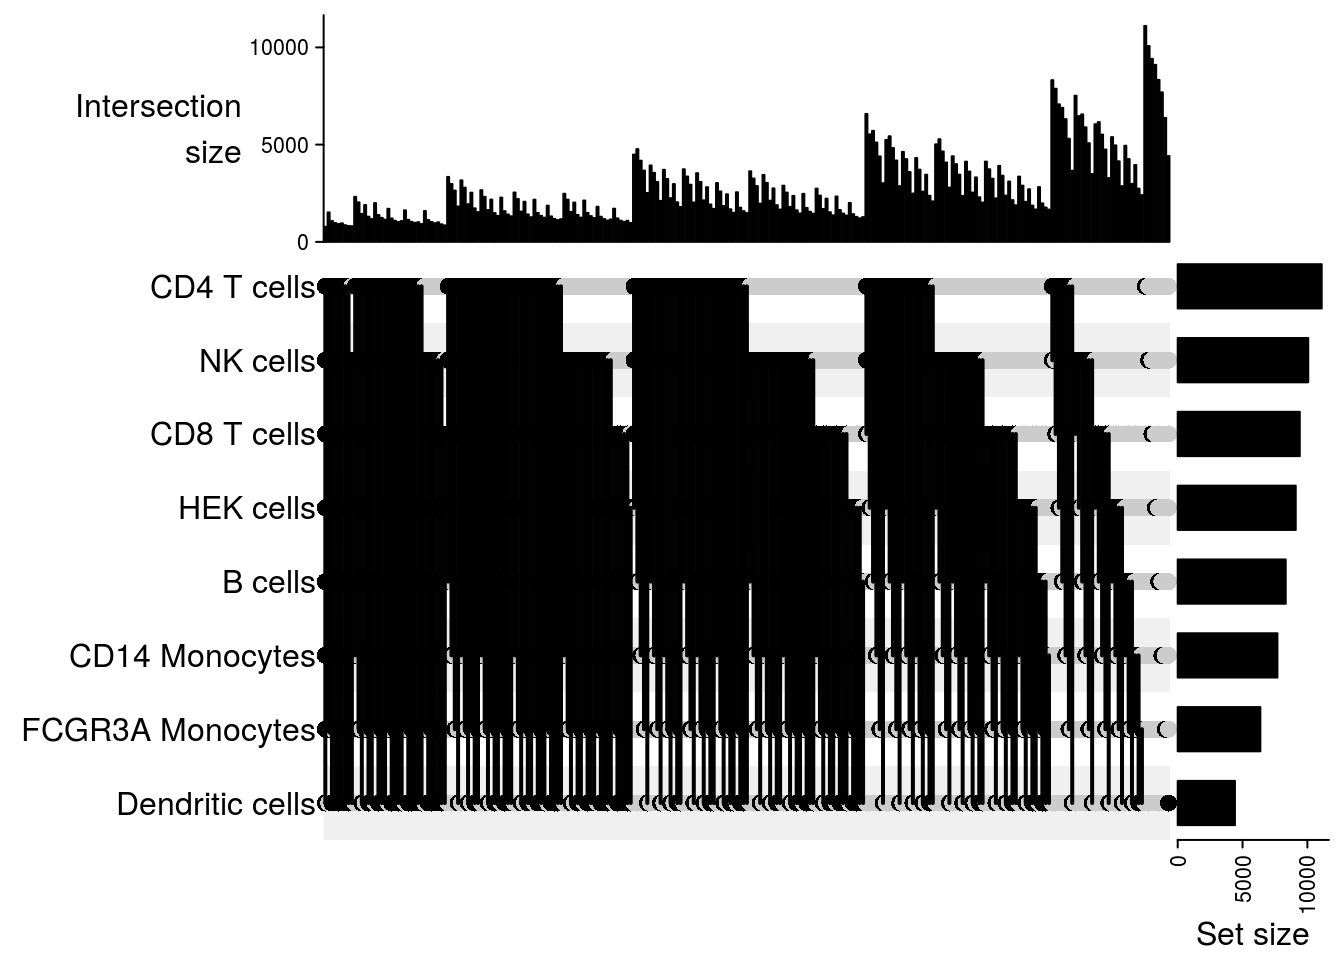 10000
Intersection
size
5000
0
CD4 T cells
NK cells
CD8 T cells
HEK cells
B cells
CD14 Monocytes
FCGR3A Monocytes
Dendritic cells
0
5000
10000
Set size